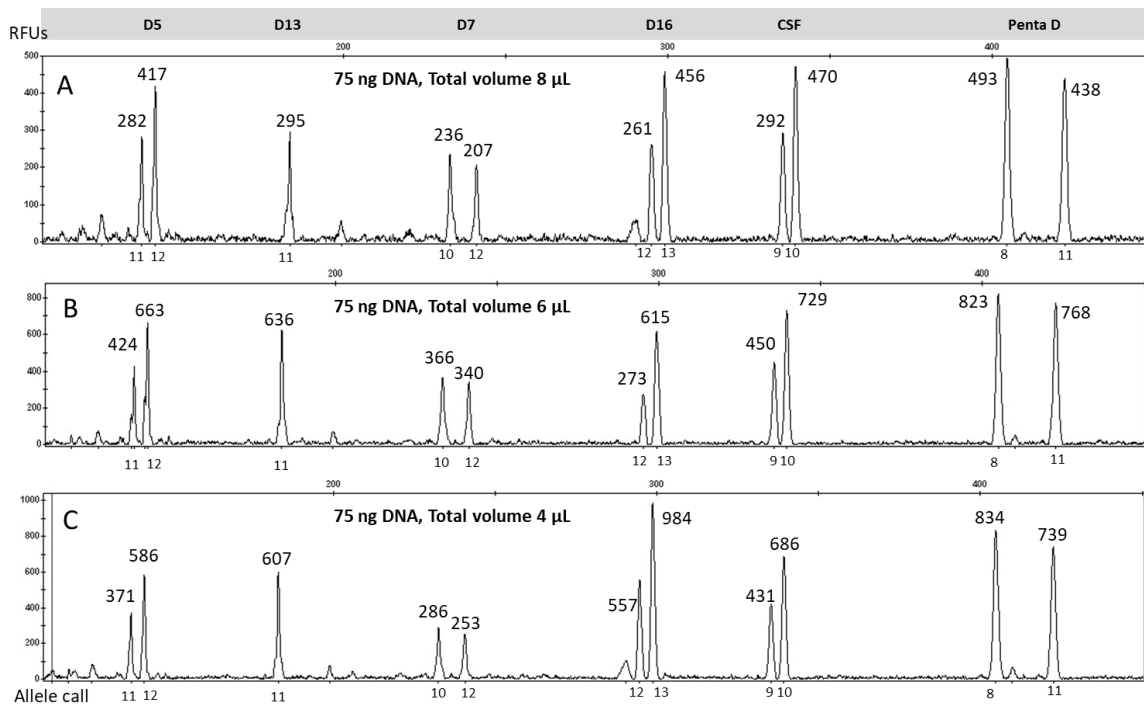 D5 D13 D7 D16 CSF Penta D
RFUs
200 300 400
A
75 ng DNA, Total volume 8 µL
500
400
300
200
100
0
282 417 295 236 207 261 456 292 470 493 438
11 12 11 10 12 12 13 9 10 8 11
200 300 400
B
75 ng DNA, Total volume 6 µL
800
600
400
200
0
424 663 636 366 340 273 615 450 729 823 768
11 12 11 10 12 12 13 9 10 8 11
200 300 400
C
75 ng DNA, Total volume 4 µL
1000
800
600
400
200
0
371 586 607 286 253 557 984 431 686 834 739
Allele call 11 12 11 10 12 12 13 9 10 8 11